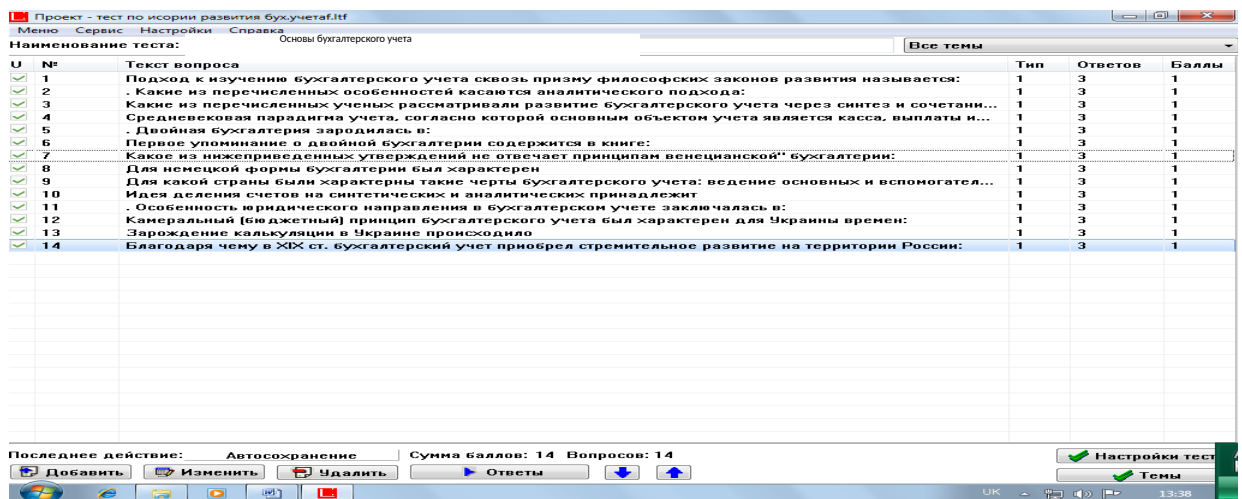 Проект - тест по исории развития бух.учетаf.ltf
Меню Сервис Настройки Справка
Наименование теста: Основы бухгалтерского учета Все темы
U № Текст вопроса Тип Ответов Баллы
1 Подход к изучению бухгалтерского учета сквозь призму философских законов развития называется: 1 3 1
2 . Какие из перечисленных особенностей касаются аналитического подхода: 1 3 1
3 Какие из перечисленных ученых рассматривали развитие бухгалтерского учета через синтез и сочетани... 1 3 1
4 Средневековая парадигма учета, согласно которой основным объектом учета является касса, выплаты и... 1 3 1
5 . Двойная бухгалтерия зародилась в: 1 3 1
6 Первое упоминание о двойной бухгалтерии содержится в книге: 1 3 1
7 Какое из нижеприведенных утверждений не отвечает принципам венецианской" бухгалтерии: 1 3 1
8 Для немецкой формы бухгалтерии был характерен 1 3 1
9 Для какой страны были характерны такие черты бухгалтерского учета: ведение основных и вспомогател... 1 3 1
10 Идея деления счетов на синтетических и аналитических принадлежит 1 3 1
11 . Особенность юридического направления в бухгалтерском учете заключалась в: 1 3 1
12 Камеральный (бюджетный) принцип бухгалтерского учета был характерен для Украины времен: 1 3 1
13 Зарождение калькуляции в Украине происходило 1 3 1
14 Благодаря чему в XIX ст. бухгалтерский учет приобрел стремительное развитие на территории России: 1 3 1
Последнее действие: Автосохранение Сумма баллов: 14 Вопросов: 14
Настройки тест
Добавить Изменить Удалить Ответы
Темы
UK 13:38